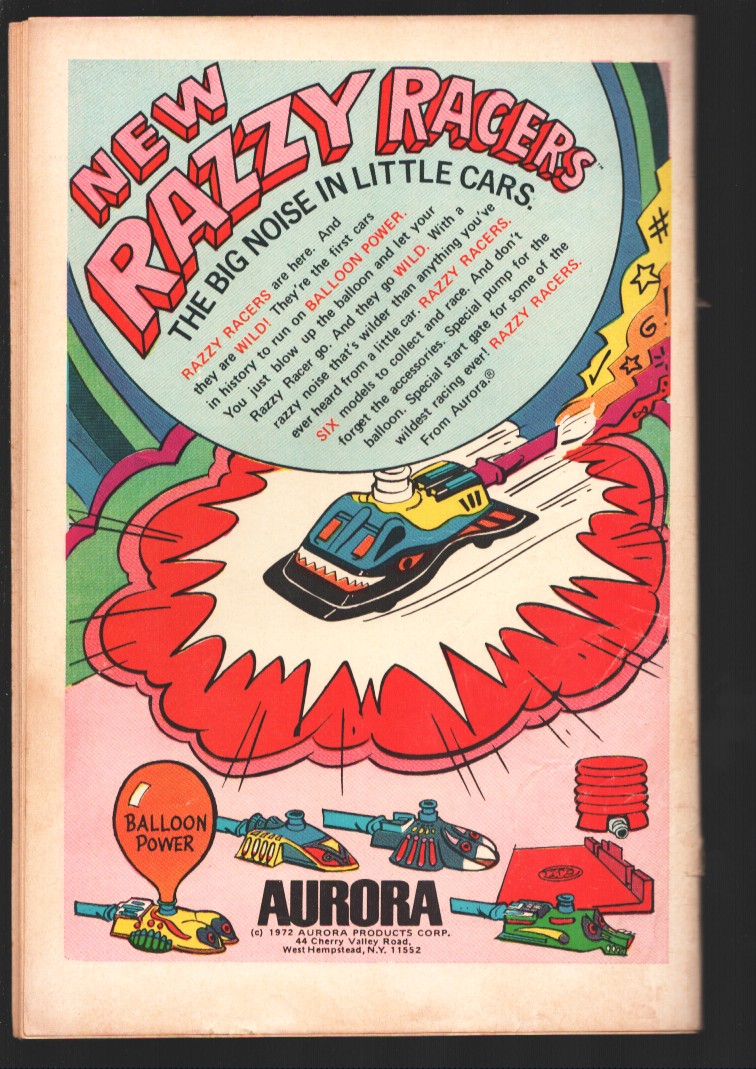 NEW
RAZZY RACERS™
THE BIG NOISE IN LITTLE CARS.
RAZZY RACERS are here. And
they are WILD! They're the first cars
in history to run on BALLOON POWER.
You just blow up the balloon and let your
Razzy Racer go. And they go WILD. With a
razzy noise that's wilder than anything you've
ever heard from a little car. RAZZY RACERS.
SIX models to collect and race. And don't
forget the accessories. Special pump for the
balloon. Special start gate for some of the
wildest racing ever! RAZZY RACERS.
From Aurora.®
BALLOON
POWER
AURORA
(c) 1972 AURORA PRODUCTS CORP.
44 Cherry Valley Road,
West Hempstead, N.Y. 11552